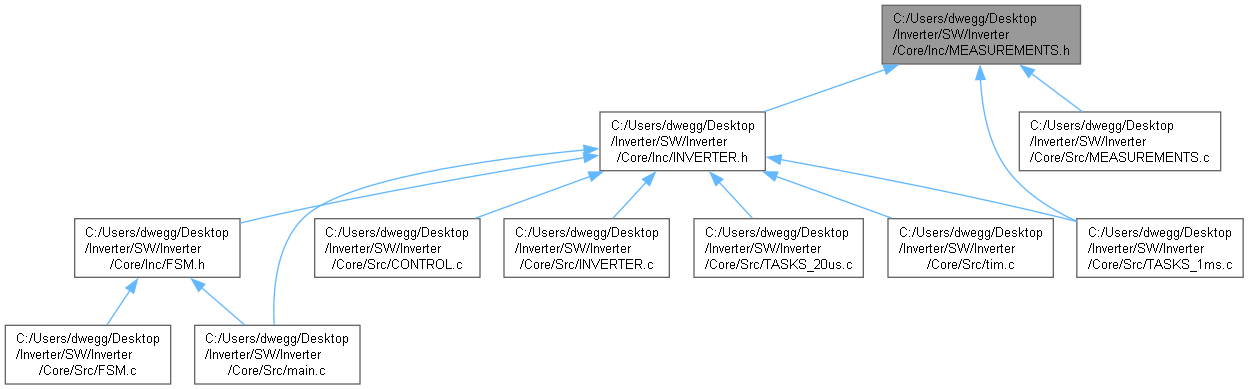 C:/Users/dwegg/Desktop
/Inverter/SW/Inverter
/Core/Inc/MEASUREMENTS.h
C:/Users/dwegg/Desktop
/Inverter/SW/Inverter
/Core/Inc/INVERTER.h
C:/Users/dwegg/Desktop
/Inverter/SW/Inverter
/Core/Src/MEASUREMENTS.c
C:/Users/dwegg/Desktop
/Inverter/SW/Inverter
/Core/Inc/FSM.h
C:/Users/dwegg/Desktop
/Inverter/SW/Inverter
/Core/Src/CONTROL.c
C:/Users/dwegg/Desktop
/Inverter/SW/Inverter
/Core/Src/INVERTER.c
C:/Users/dwegg/Desktop
/Inverter/SW/Inverter
/Core/Src/TASKS_20us.c
C:/Users/dwegg/Desktop
/Inverter/SW/Inverter
/Core/Src/tim.c
C:/Users/dwegg/Desktop
/Inverter/SW/Inverter
/Core/Src/TASKS_1ms.c
C:/Users/dwegg/Desktop
/Inverter/SW/Inverter
/Core/Src/FSM.c
C:/Users/dwegg/Desktop
/Inverter/SW/Inverter
/Core/Src/main.c